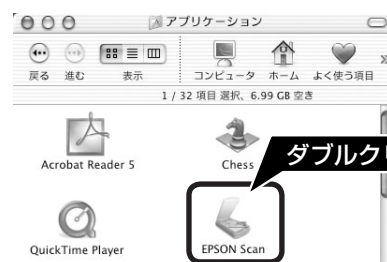 アプリケーション
戻る 進む 表示 コンピュータ ホーム よく使う項目
1 / 32 項目 選択、6.99 GB 空き
Acrobat Reader 5
Chess
ダブルク
QuickTime Player
EPSON Scan